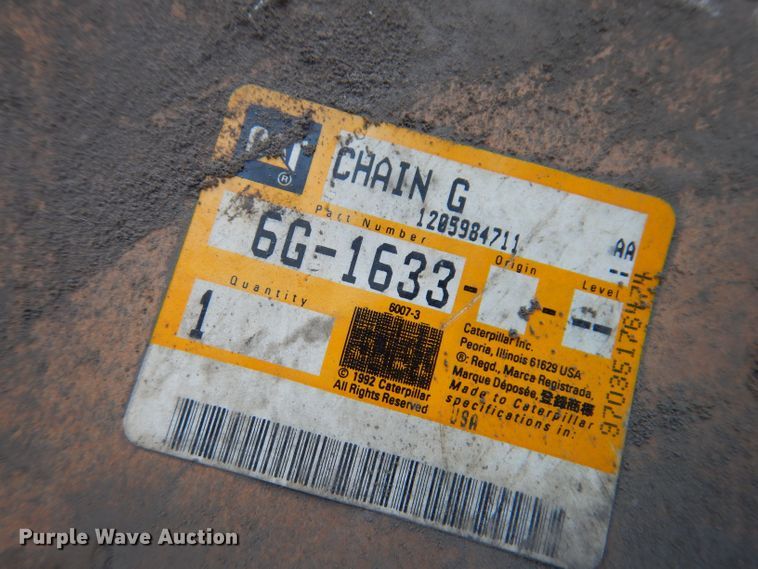 CAT
®
CHAIN G
1205984711
AA
--
Part Number
Origin
Level
6G-1633- - --
Quantity
1
6007-3
© 1992 Caterpillar
All Rights Reserved
Caterpillar Inc.
Peoria, Illinois 61629 USA
®: Regd., Marca Registrada,
Marque Déposée, 登録商標
Made to Caterpillar
specifications in:
USA
97035176474
Purple Wave Auction